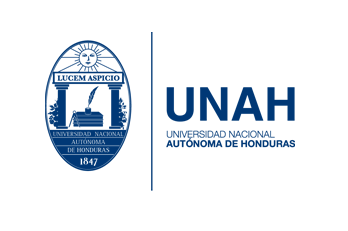 LUCEM ASPICIO
UNIVERSIDAD NACIONAL
AUTÓNOMA
DE HONDURAS
1847
UNAH
UNIVERSIDAD NACIONAL
AUTÓNOMA DE HONDURAS